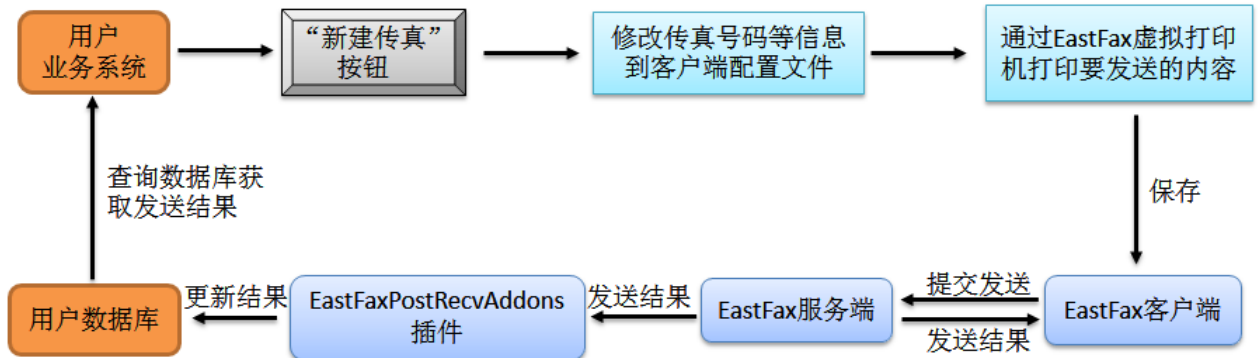 用户
业务系统
“新建传真”
按钮
修改传真号码等信息
到客户端配置文件
通过EastFax虚拟打印
机打印要发送的内容
查询数据库获
取发送结果
保存
用户数据库
更新结果
EastFaxPostRecvAddons
插件
发送结果
EastFax服务端
提交发送
发送结果
EastFax客户端